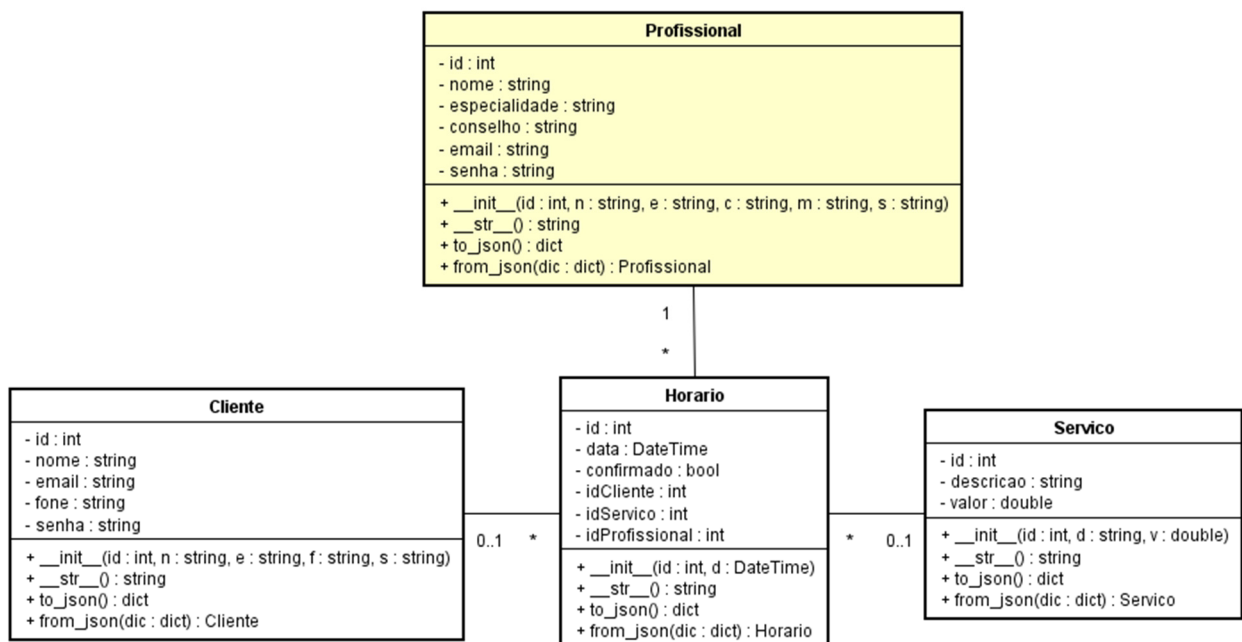 Profissional
- id : int
- nome : string
- especialidade : string
- conselho : string
- email : string
- senha : string
+ __init__(id : int, n : string, e : string, c : string, m : string, s : string)
+ __str__() : string
+ to_json() : dict
+ from_json(dic : dict) : Profissional
1
*
Cliente
- id : int
- nome : string
- email : string
- fone : string
- senha : string
+ __init__(id : int, n : string, e : string, f : string, s : string)
+ __str__() : string
+ to_json() : dict
+ from_json(dic : dict) : Cliente
0..1 *
Horario
- id : int
- data : DateTime
- confirmado : bool
- idCliente : int
- idServico : int
- idProfissional : int
+ __init__(id : int, d : DateTime)
+ __str__() : string
+ to_json() : dict
+ from_json(dic : dict) : Horario
* 0..1
Servico
- id : int
- descricao : string
- valor : double
+ __init__(id : int, d : string, v : double)
+ __str__() : string
+ to_json() : dict
+ from_json(dic : dict) : Servico